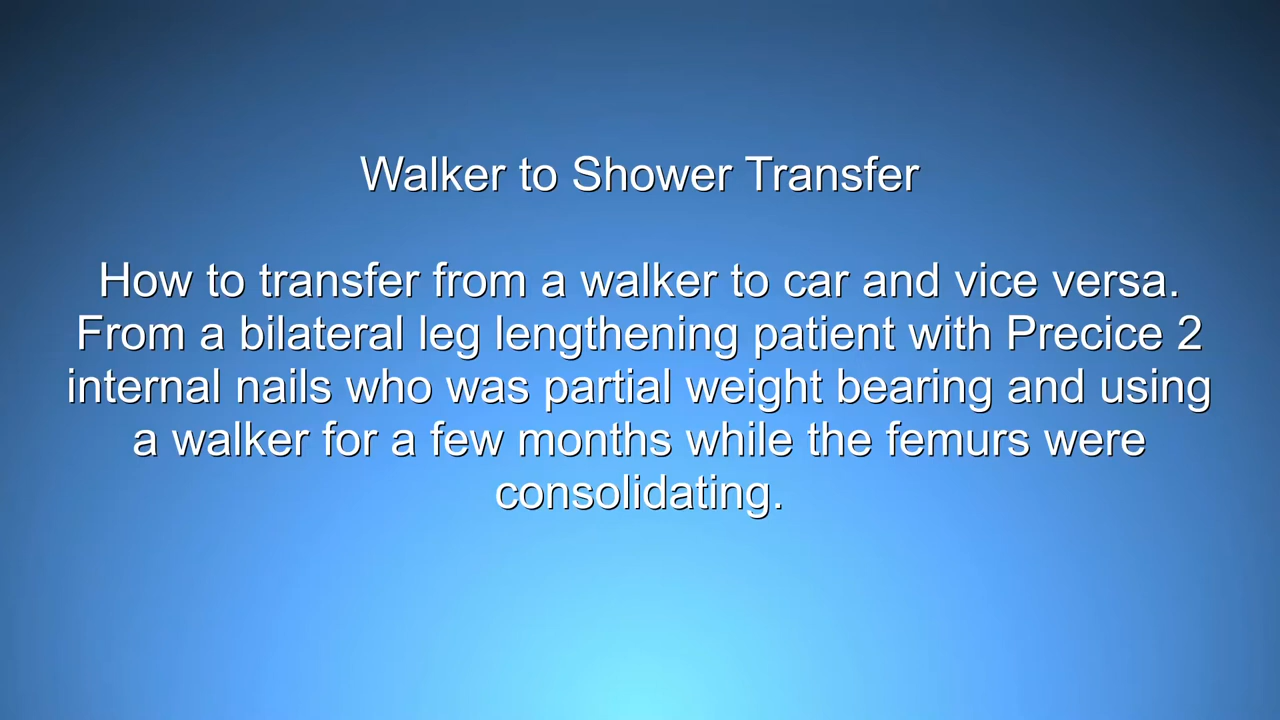 Walker to Shower Transfer
How to transfer from a walker to car and vice versa.
From a bilateral leg lengthening patient with Precice 2
internal nails who was partial weight bearing and using
a walker for a few months while the femurs were
consolidating.